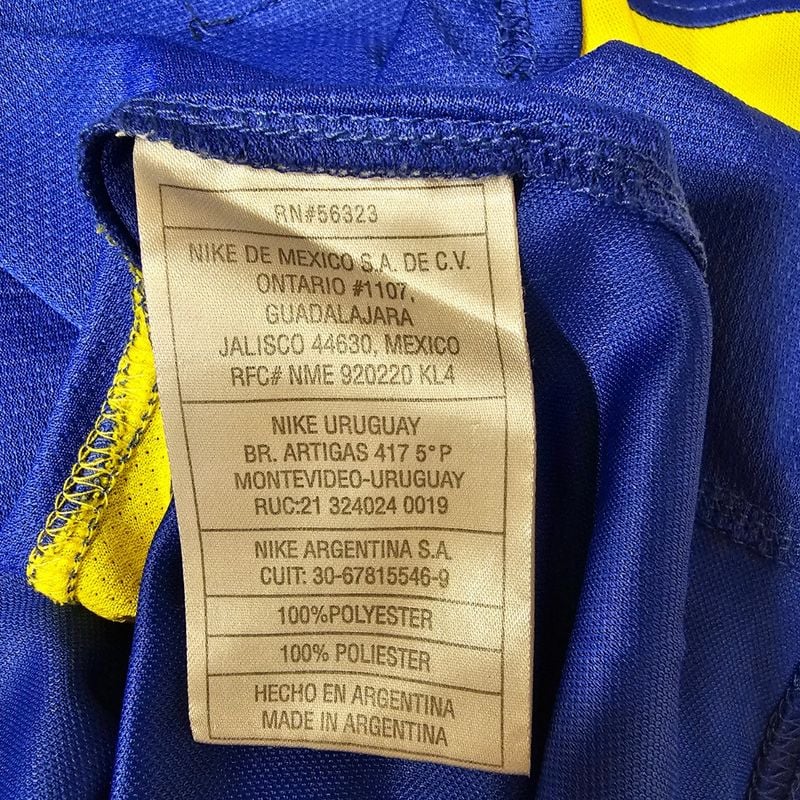 RN#56323
NIKE DE MEXICO S.A. DE C.V.
ONTARIO #1107,
GUADALAJARA
JALISCO 44630, MEXICO
RFC# NME 920220 KL4
NIKE URUGUAY
BR. ARTIGAS 417 5° P
MONTEVIDEO-URUGUAY
RUC:21 324024 0019
NIKE ARGENTINA S.A.
CUIT: 30-67815546-9
100%POLYESTER
100% POLIESTER
HECHO EN ARGENTINA
MADE IN ARGENTINA